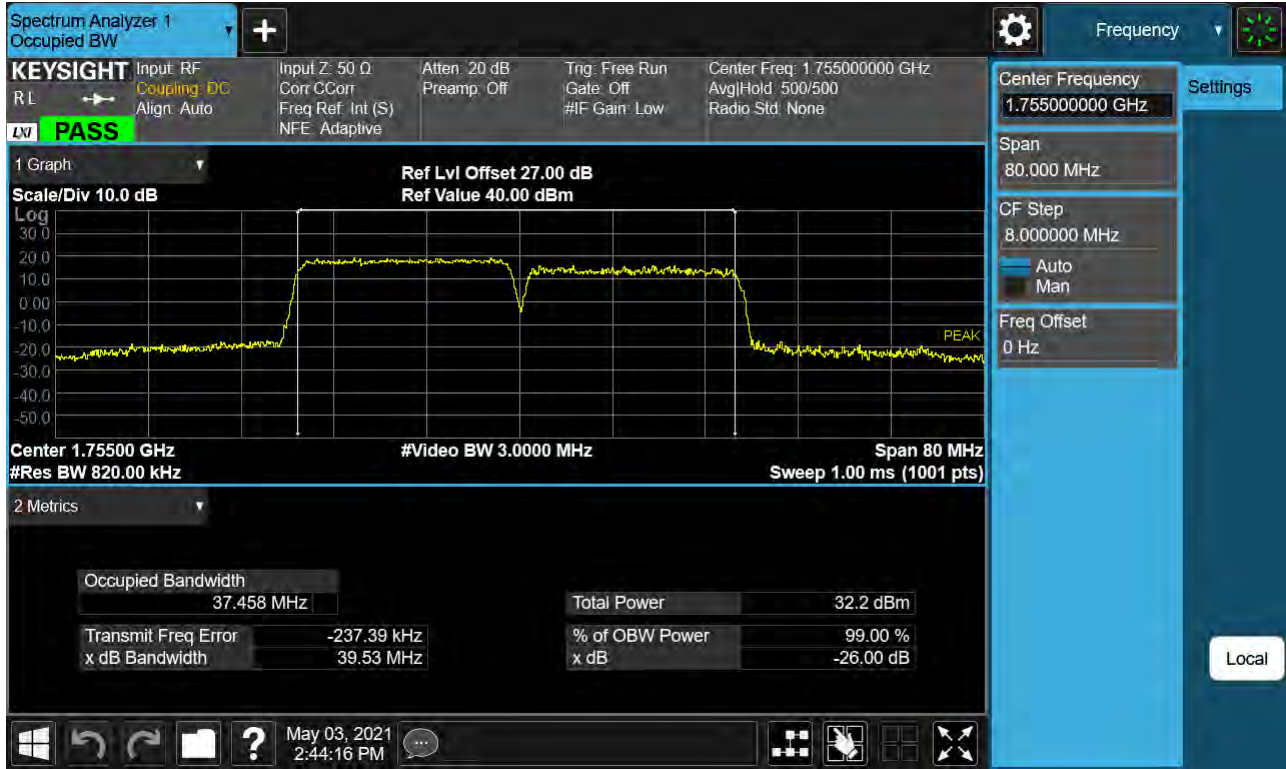 Spectrum Analyzer 1
Occupied BW
+
Frequency
KEYSIGHT
RL
LXI
PASS
Input: RF
Coupling: DC
Align: Auto
Input Z: 50 Ω
Corr CCorr
Freq Ref: Int (S)
NFE: Adaptive
Atten: 20 dB
Preamp: Off
Trig: Free Run
Gate: Off
#IF Gain: Low
Center Freq: 1.755000000 GHz
Avg|Hold: 500/500
Radio Std: None
Center Frequency
1.755000000 GHz
Settings
Span
80.000 MHz
CF Step
8.000000 MHz
Auto
Man
Freq Offset
0 Hz
1 Graph
Scale/Div 10.0 dB
Ref Lvl Offset 27.00 dB
Ref Value 40.00 dBm
Log
30.0
20.0
10.0
0.00
-10.0
-20.0
-30.0
-40.0
-50.0
PEAK
Center 1.75500 GHz
#Video BW 3.0000 MHz
Span 80 MHz
#Res BW 820.00 kHz
Sweep 1.00 ms (1001 pts)
2 Metrics
Occupied Bandwidth
37.458 MHz
Total Power 32.2 dBm
Transmit Freq Error -237.39 kHz
% of OBW Power 99.00 %
x dB Bandwidth 39.53 MHz
x dB -26.00 dB
Local
?
May 03, 2021
2:44:16 PM